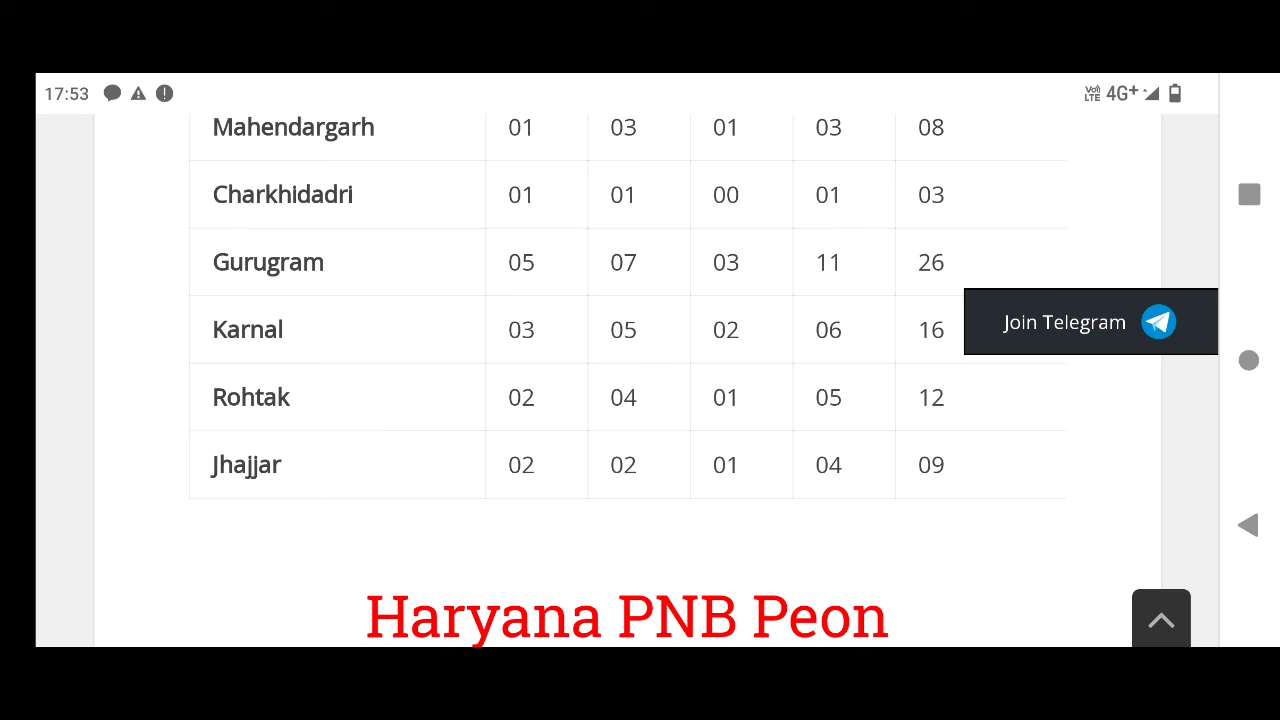 17:53 Vo) LTE 4G+
Mahendargarh 01 03 01 03 08
Charkhidadri 01 01 00 01 03
Gurugram 05 07 03 11 26
Karnal 03 05 02 06 16
Join Telegram
Rohtak 02 04 01 05 12
Jhajjar 02 02 01 04 09
Haryana PNB Peon